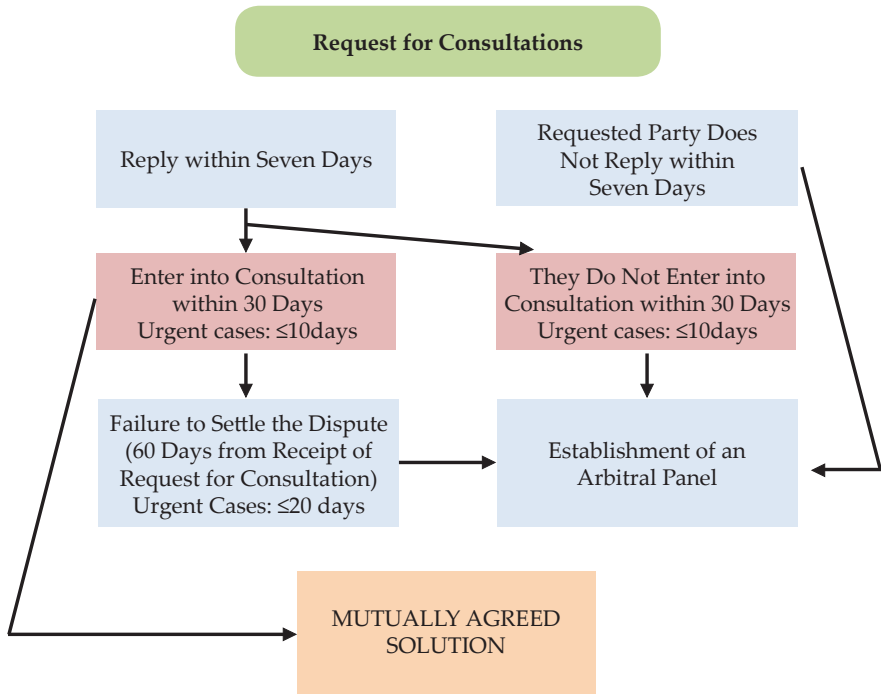 Request for Consultations
Reply within Seven Days
Requested Party Does
Not Reply within
Seven Days
Enter into Consultation
within 30 Days
Urgent cases: ≤10days
They Do Not Enter into
Consultation within 30 Days
Urgent cases: ≤10days
Failure to Settle the Dispute
(60 Days from Receipt of
Request for Consultation)
Urgent Cases: ≤20 days
Establishment of an
Arbitral Panel
MUTUALLY AGREED
SOLUTION